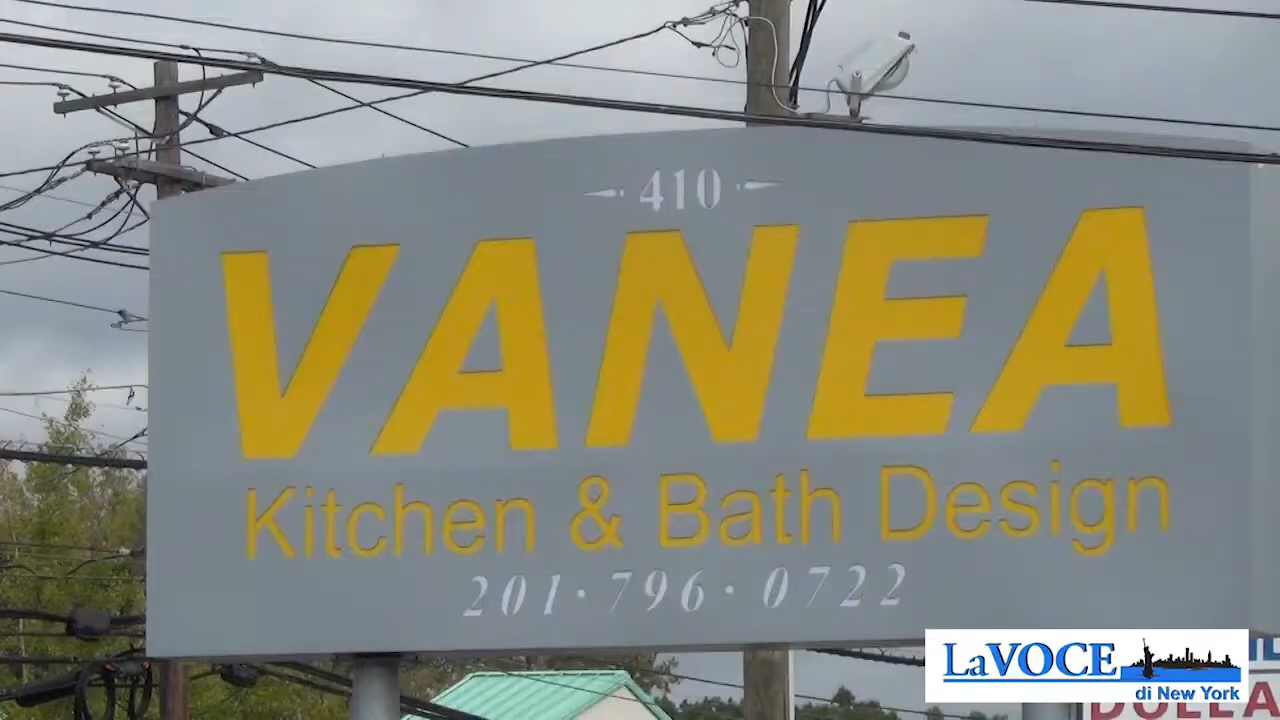 410
VANEA
Kitchen & Bath Design
201·796·0722
LaVOCE
di New York